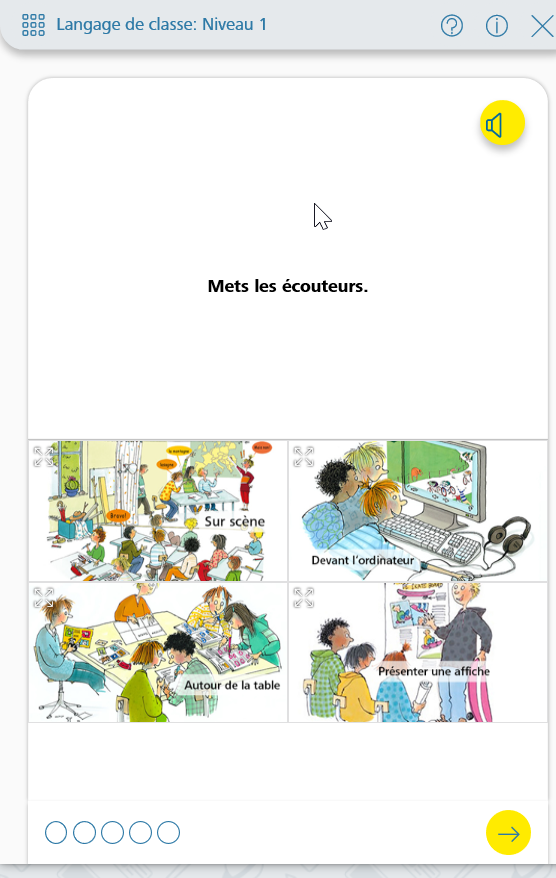 Langage de classe: Niveau 1
Mets les écouteurs.
Bravo!
Sur scène
Devant l'ordinateur
Autour de la table
Présenter une affiche